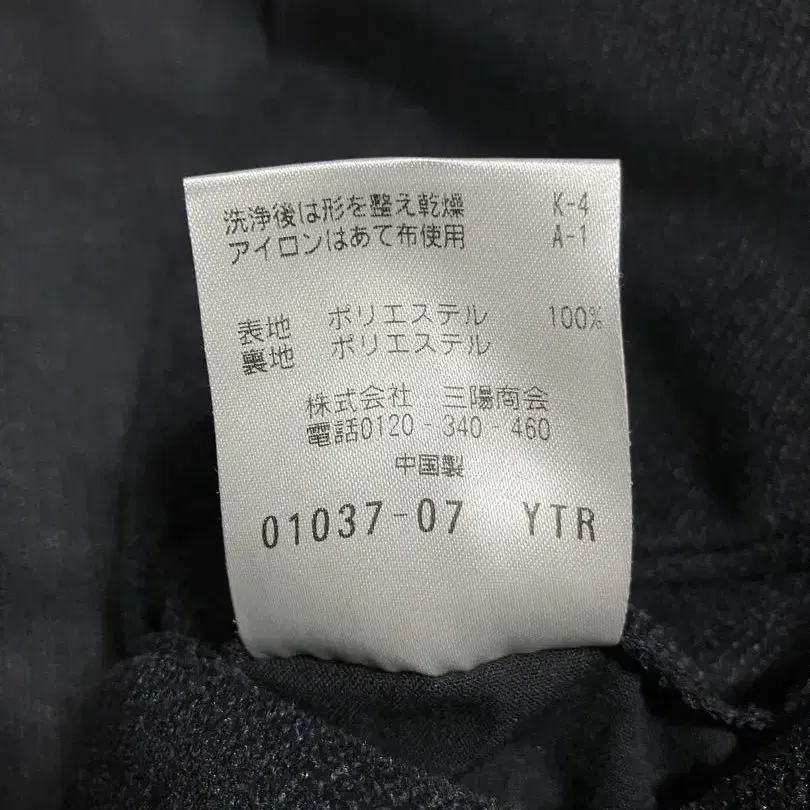 洗浄後は形を整え乾燥 K-4
アイロンはあて布使用 A-1
表地 ポリエステル 100%
裏地 ポリエステル
株式会社 三陽商会
電話0120-340-460
中国製
01037-07 YTR